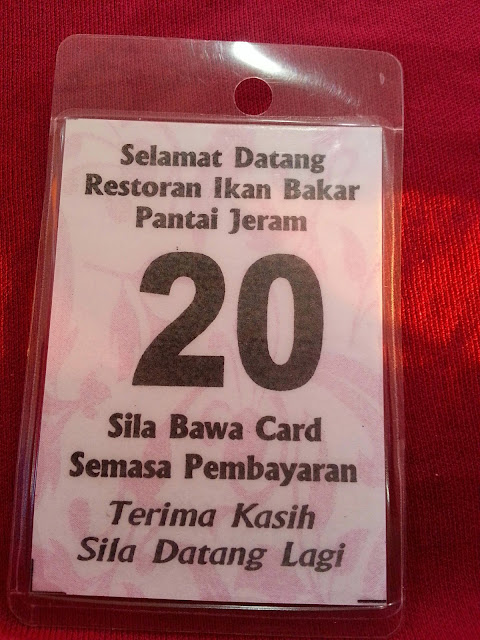 Selamat Datang
Restoran Ikan Bakar
Pantai Jeram
20
Sila Bawa Card
Semasa Pembayaran
Terima Kasih
Sila Datang Lagi